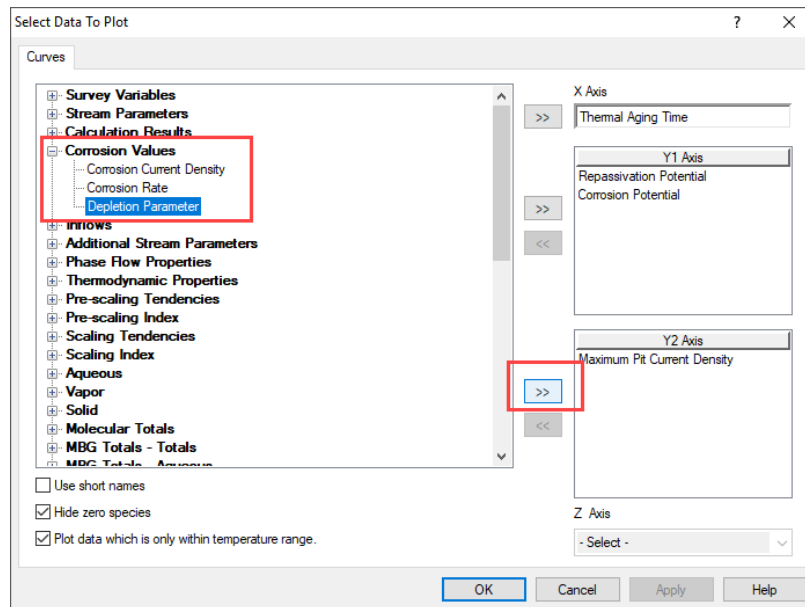 Select Data To Plot
?
Curves
Survey Variables
Stream Parameters
Calculation Results
Corrosion Values
Corrosion Current Density
Corrosion Rate
Depletion Parameter
Inflows
Additional Stream Parameters
Phase Flow Properties
Thermodynamic Properties
Pre-scaling Tendencies
Pre-scaling Index
Scaling Tendencies
Scaling Index
Aqueous
Vapor
Solid
Molecular Totals
MBG Totals - Totals
MBG Totals - Aqueous
Use short names
Hide zero species
Plot data which is only within temperature range.
X Axis
>>
Thermal Aging Time
Y1 Axis
Repassivation Potential
Corrosion Potential
>>
<<
Y2 Axis
Maximum Pit Current Density
>>
<<
Z Axis
- Select -
OK
Cancel
Apply
Help